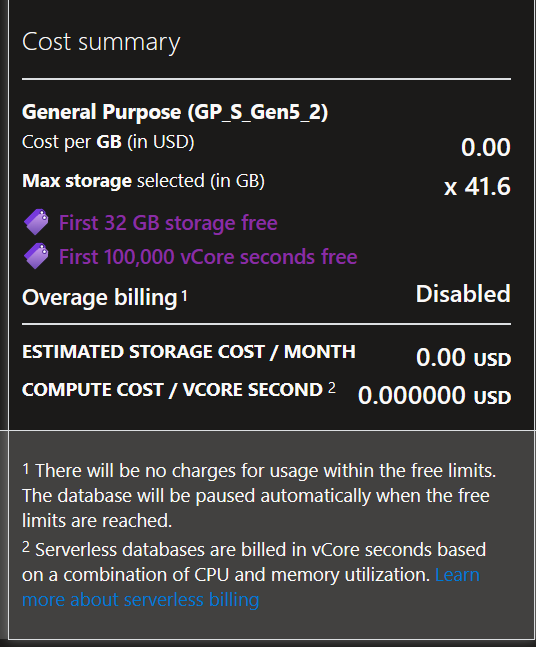 Cost summary
General Purpose (GP_S_Gen5_2)
Cost per GB (in USD) 0.00
Max storage selected (in GB) x 41.6
First 32 GB storage free
First 100,000 vCore seconds free
Overage billing 1 Disabled
ESTIMATED STORAGE COST / MONTH 0.00 USD
COMPUTE COST / VCORE SECOND 2 0.000000 USD
1 There will be no charges for usage within the free limits.
The database will be paused automatically when the free
limits are reached.
2 Serverless databases are billed in vCore seconds based
on a combination of CPU and memory utilization. Learn
more about serverless billing